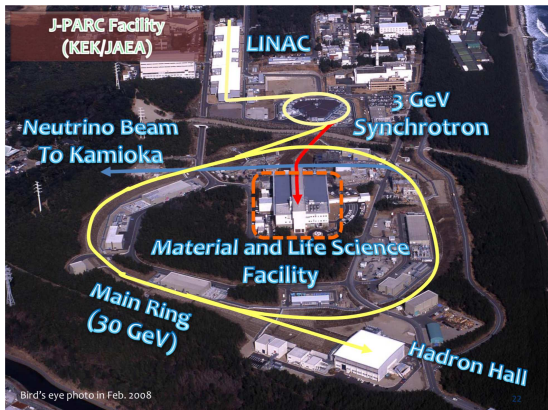 J-PARC Facility
(KEK/JAEA)
LINAC
3 GeV
Synchrotron
Neutrino Beam
To Kamioka
Material and Life Science
Facility
Main Ring
(30 GeV)
Hadron Hall
Bird's eye photo in Feb. 2008
22